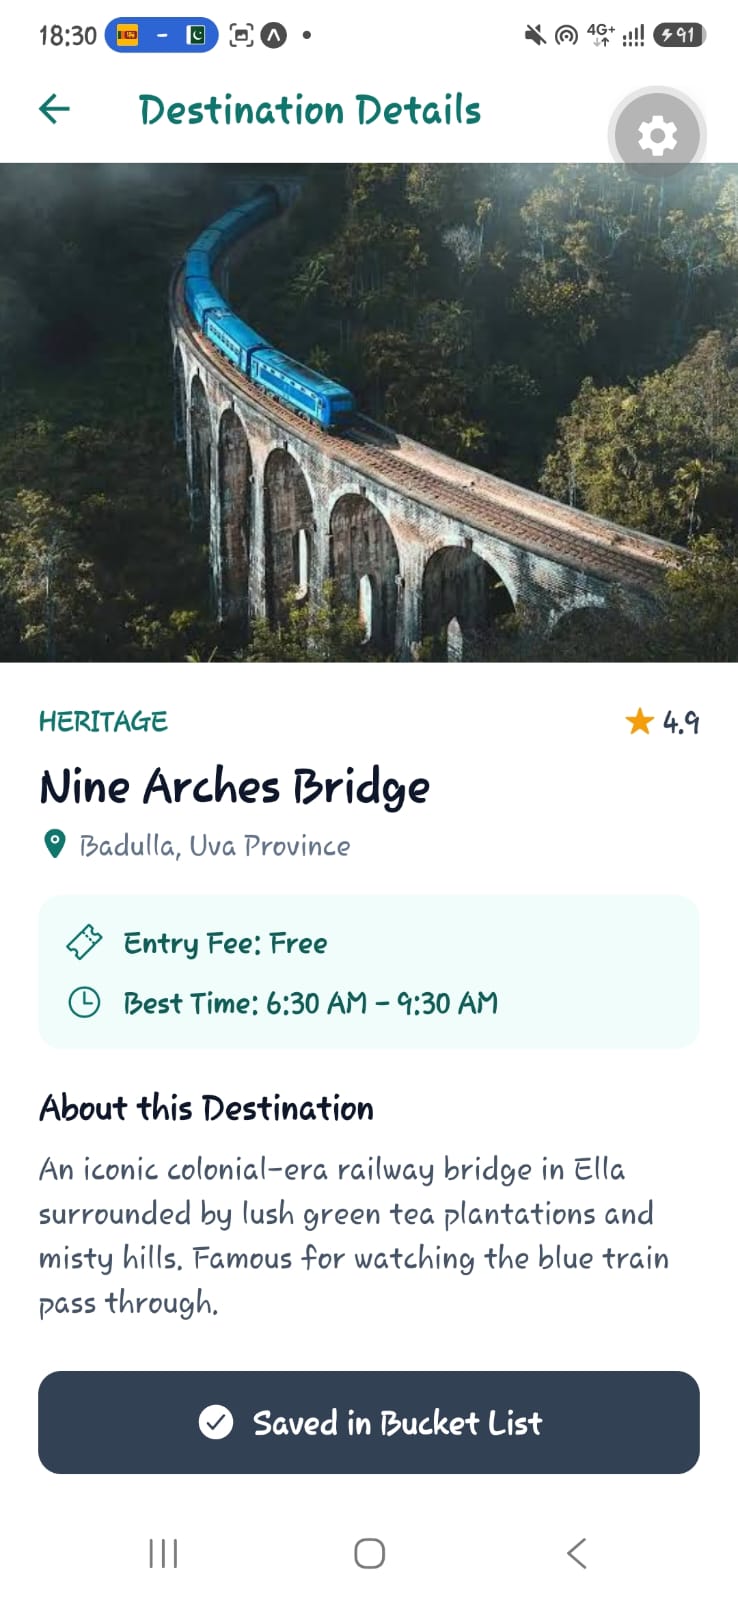 18:30
4G+
91
Destination Details
HERITAGE
4.9
Nine Arches Bridge
Badulla, Uva Province
Entry Fee: Free
Best Time: 6:30 AM – 9:30 AM
About this Destination
An iconic colonial-era railway bridge in Ella
surrounded by lush green tea plantations and
misty hills. Famous for watching the blue train
pass through.
Saved in Bucket List